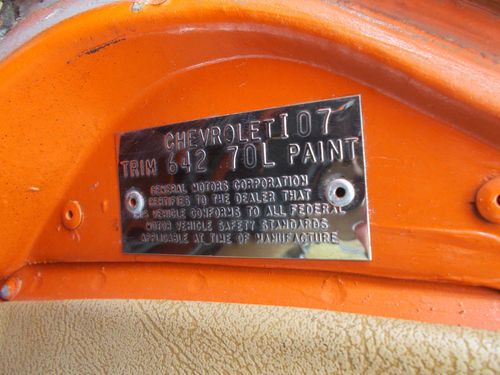 CHEVROLET I07
TRIM 642 70L PAINT
GENERAL MOTORS CORPORATION
CERTIFIES TO THE DEALER THAT
THIS VEHICLE CONFORMS TO ALL FEDERAL
MOTOR VEHICLE SAFETY STANDARDS
APPLICABLE AT TIME OF MANUFACTURE